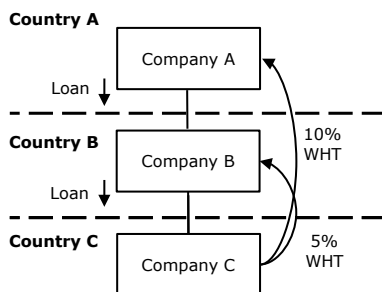 Country A
Company A
Loan
10%
WHT
Country B
Company B
Loan
Country C
5%
WHT
Company C